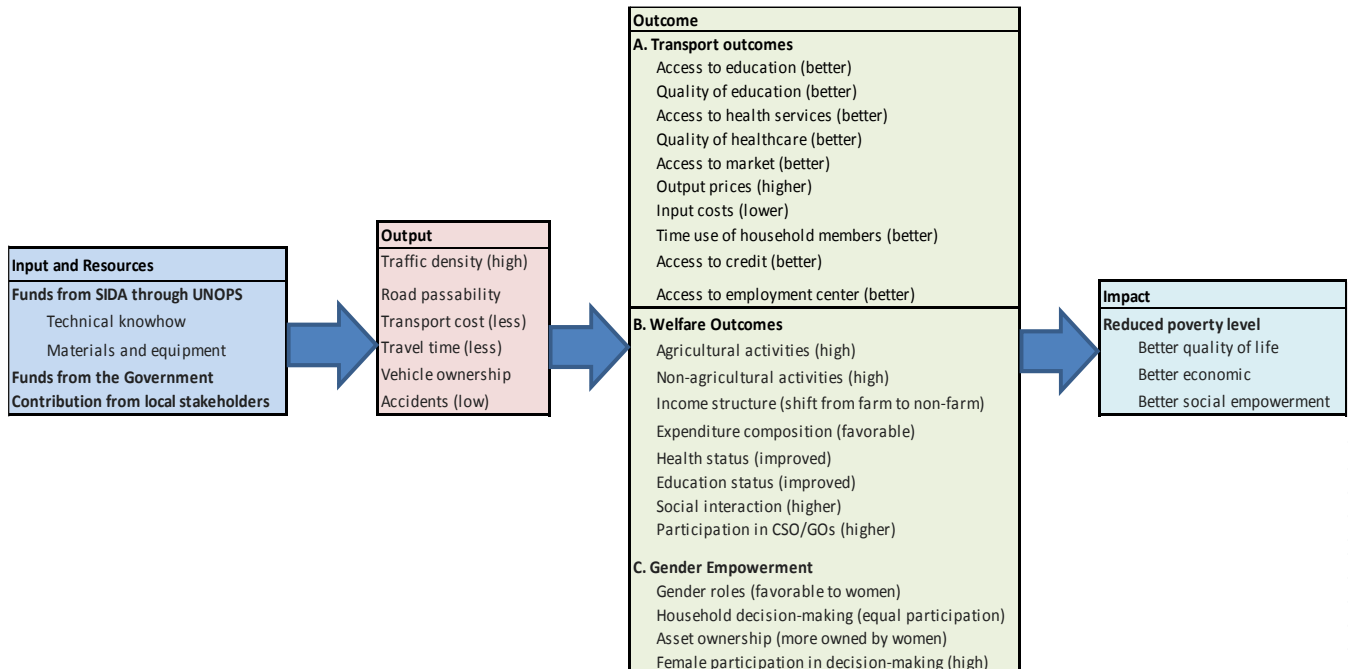 Input and Resources
Funds from SIDA through UNOPS
Technical knowhow
Materials and equipment
Funds from the Government
Contribution from local stakeholders
Output
Traffic density (high)
Road passability
Transport cost (less)
Travel time (less)
Vehicle ownership
Accidents (low)
Outcome
A. Transport outcomes
Access to education (better)
Quality of education (better)
Access to health services (better)
Quality of healthcare (better)
Access to market (better)
Output prices (higher)
Input costs (lower)
Time use of household members (better)
Access to credit (better)
Access to employment center (better)
B. Welfare Outcomes
Agricultural activities (high)
Non-agricultural activities (high)
Income structure (shift from farm to non-farm)
Expenditure composition (favorable)
Health status (improved)
Education status (improved)
Social interaction (higher)
Participation in CSO/GOs (higher)
C. Gender Empowerment
Gender roles (favorable to women)
Household decision-making (equal participation)
Asset ownership (more owned by women)
Female participation in decision-making (high)
Impact
Reduced poverty level
Better quality of life
Better economic
Better social empowerment